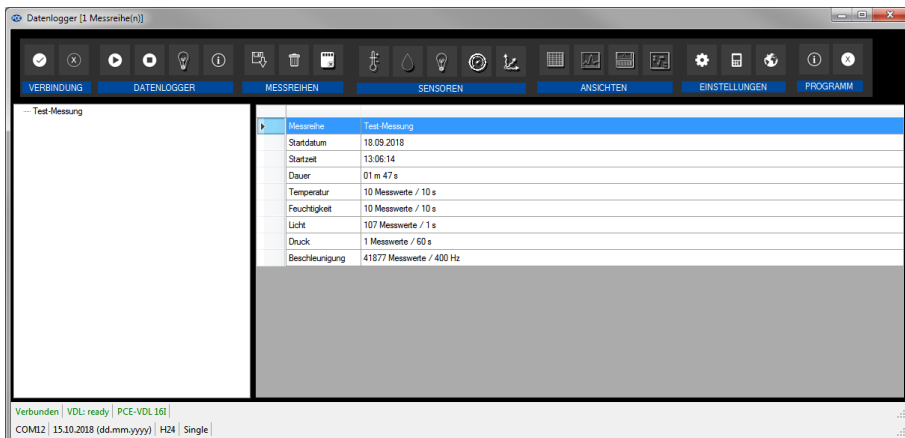 Datenlogger [1 Messreihe(n)]
VERBINDUNG DATENLOGGER MESSREIHEN SENSOREN ANSICHTEN EINSTELLUNGEN PROGRAMM
Test-Messung
Messreihe Test-Messung
Startdatum 18.09.2018
Startzeit 13:06:14
Dauer 01 m 47 s
Temperatur 10 Messwerte / 10 s
Feuchtigkeit 10 Messwerte / 10 s
Licht 107 Messwerte / 1 s
Druck 1 Messwerte / 60 s
Beschleunigung 41877 Messwerte / 400 Hz
Verbunden VDL: ready PCE-VDL 16I
COM12 15.10.2018 (dd.mm.yyyy) H24 Single